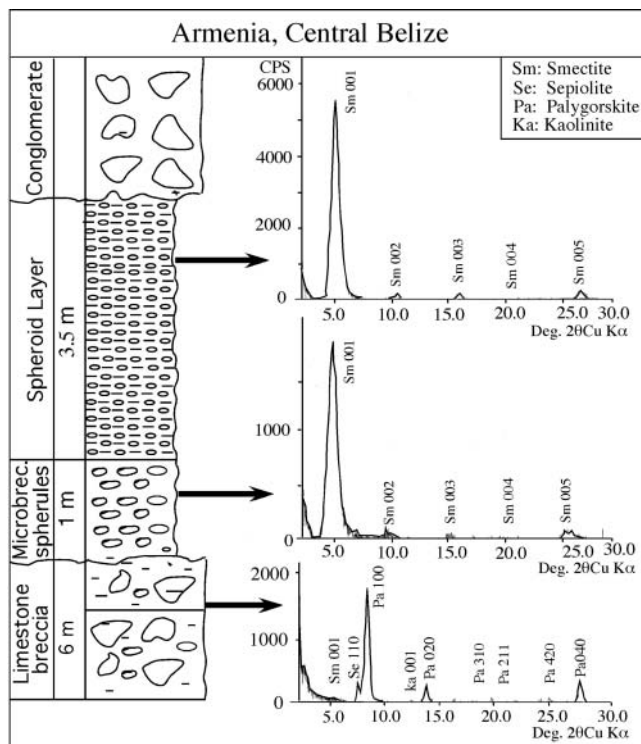 Armenia, Central Belize
Conglomerate
Spheroid Layer
3.5 m
Microbrec.
spherules
1 m
Limestone
breccia
6 m
Sm: Smectite
Se: Sepiolite
Pa: Palygorskite
Ka: Kaolinite
CPS
6000
4000
2000
0
Sm 001
Sm 002
Sm 003
Sm 004
Sm 005
5.0 10.0 15.0 20.0 25.0 30.0
Deg. 2θCu Kα
1000
0
Sm 001
Sm 002
Sm 003
Sm 004
Sm 005
5.0 10.0 15.0 20.0 25.0 30.0
Deg. 2θCu Kα
2000
1000
0
Sm 001
Se 110
Pa 100
ka 001
Pa 020
Pa 310
Pa 211
Pa 420
Pa040
5.0 10.0 15.0 20.0 25.0 30.0
Deg. 2θCu Kα